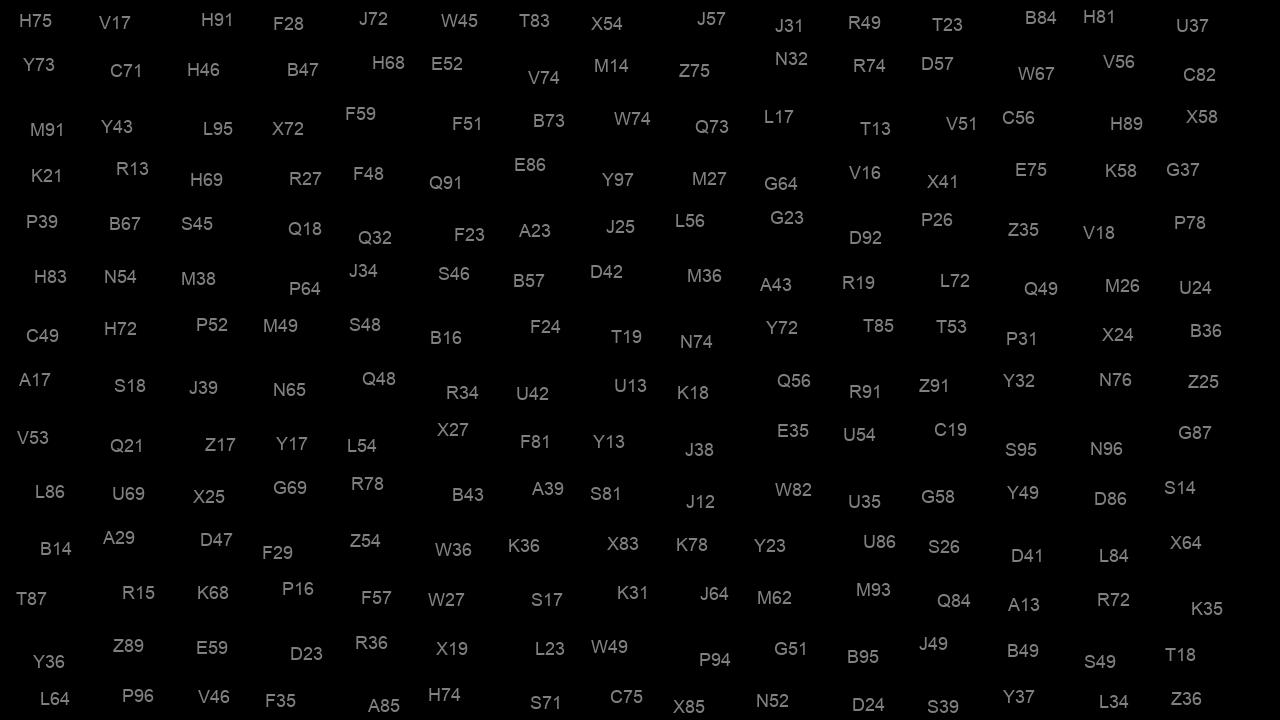 H75 V17 H91 F28 J72 W45 T83 X54 J57 J31 R49 T23 B84 H81 U37
Y73 C71 H46 B47 H68 E52 V74 M14 Z75 N32 R74 D57 W67 V56 C82
M91 Y43 L95 X72 F59 F51 B73 W74 Q73 L17 T13 V51 C56 H89 X58
K21 R13 H69 R27 F48 Q91 E86 Y97 M27 G64 V16 X41 E75 K58 G37
P39 B67 S45 Q18 Q32 F23 A23 J25 L56 G23 D92 P26 Z35 V18 P78
H83 N54 M38 P64 J34 S46 B57 D42 M36 A43 R19 L72 Q49 M26 U24
C49 H72 P52 M49 S48 B16 F24 T19 N74 Y72 T85 T53 P31 X24 B36
A17 S18 J39 N65 Q48 R34 U42 U13 K18 Q56 R91 Z91 Y32 N76 Z25
V53 Q21 Z17 Y17 L54 X27 F81 Y13 J38 E35 U54 C19 S95 N96 G87
L86 U69 X25 G69 R78 B43 A39 S81 J12 W82 U35 G58 Y49 D86 S14
B14 A29 D47 F29 Z54 W36 K36 X83 K78 Y23 U86 S26 D41 L84 X64
T87 R15 K68 P16 F57 W27 S17 K31 J64 M62 M93 Q84 A13 R72 K35
Y36 Z89 E59 D23 R36 X19 L23 W49 P94 G51 B95 J49 B49 S49 T18
L64 P96 V46 F35 A85 H74 S71 C75 X85 N52 D24 S39 Y37 L34 Z36